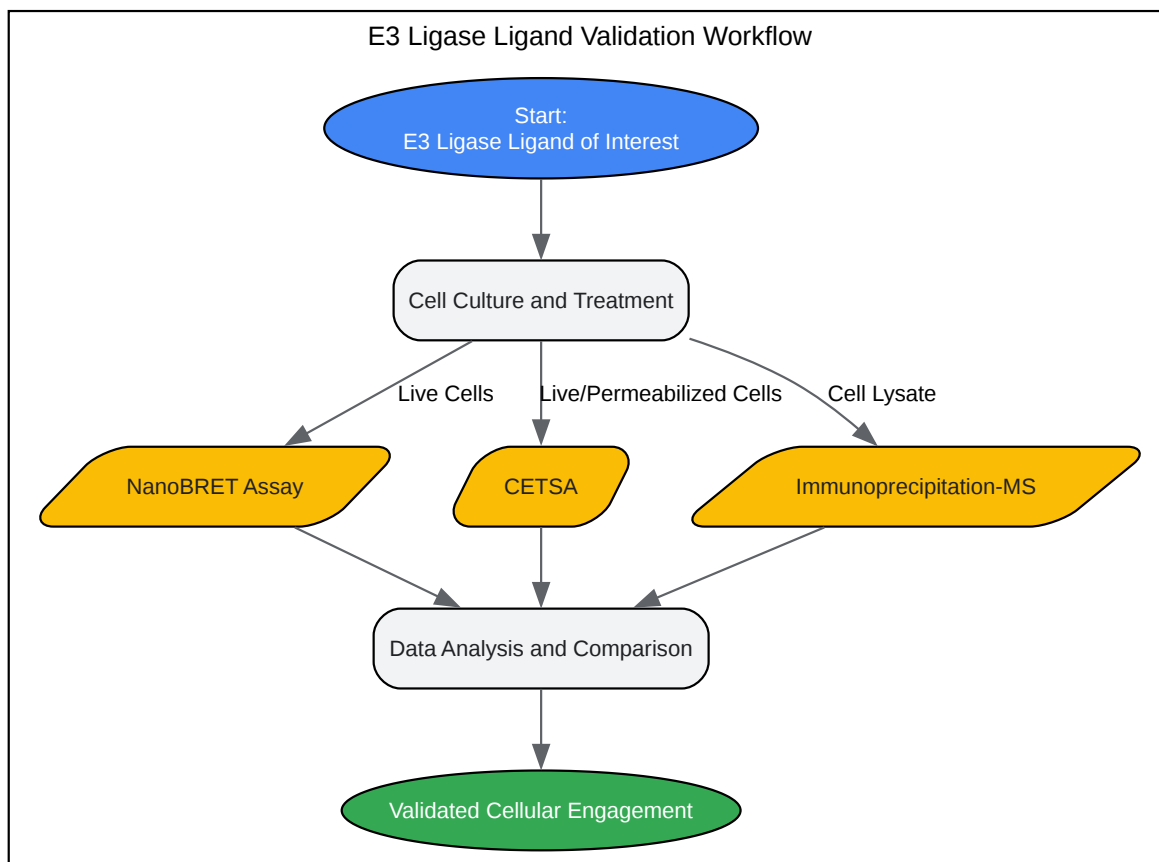 E3 Ligase Ligand Validation Workflow
Start:
E3 Ligase Ligand of Interest
Cell Culture and Treatment
Live Cells
Live/Permeabilized Cells
Cell Lysate
NanoBRET Assay
CETSA
Immunoprecipitation-MS
Data Analysis and Comparison
Validated Cellular Engagement